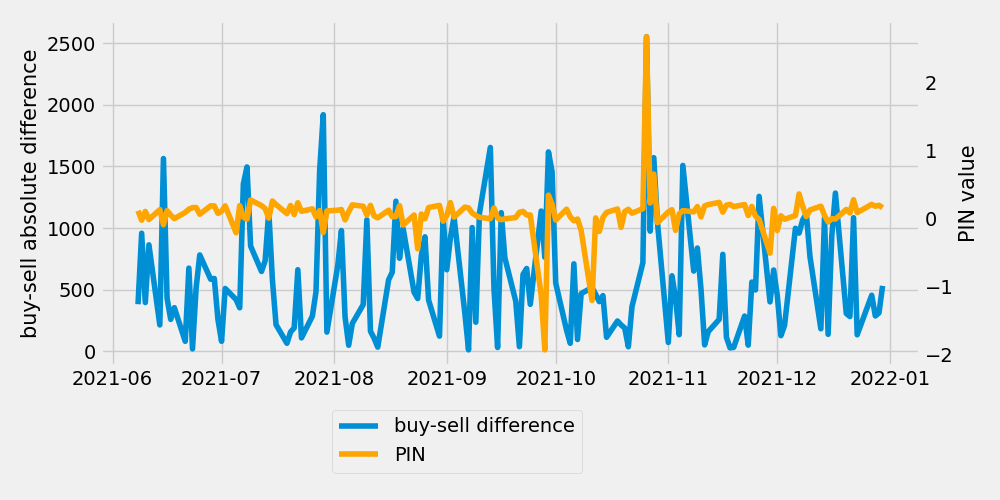 2500
2000
1500
1000
500
0
buy-sell absolute difference
2
1
0
−1
−2
PIN value
2021-06 2021-07 2021-08 2021-09 2021-10 2021-11 2021-12 2022-01
buy-sell difference
PIN